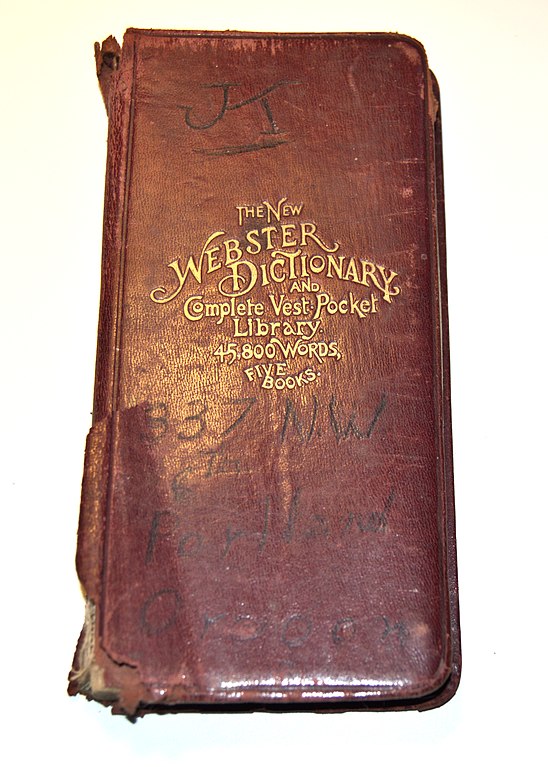 JT
THE NEW
WEBSTER
DICTIONARY
AND
Complete Vest-Pocket
Library.
45,800 WORDS,
FIVE
BOOKS.
337 N.W.
6TH
Portland
Oregon